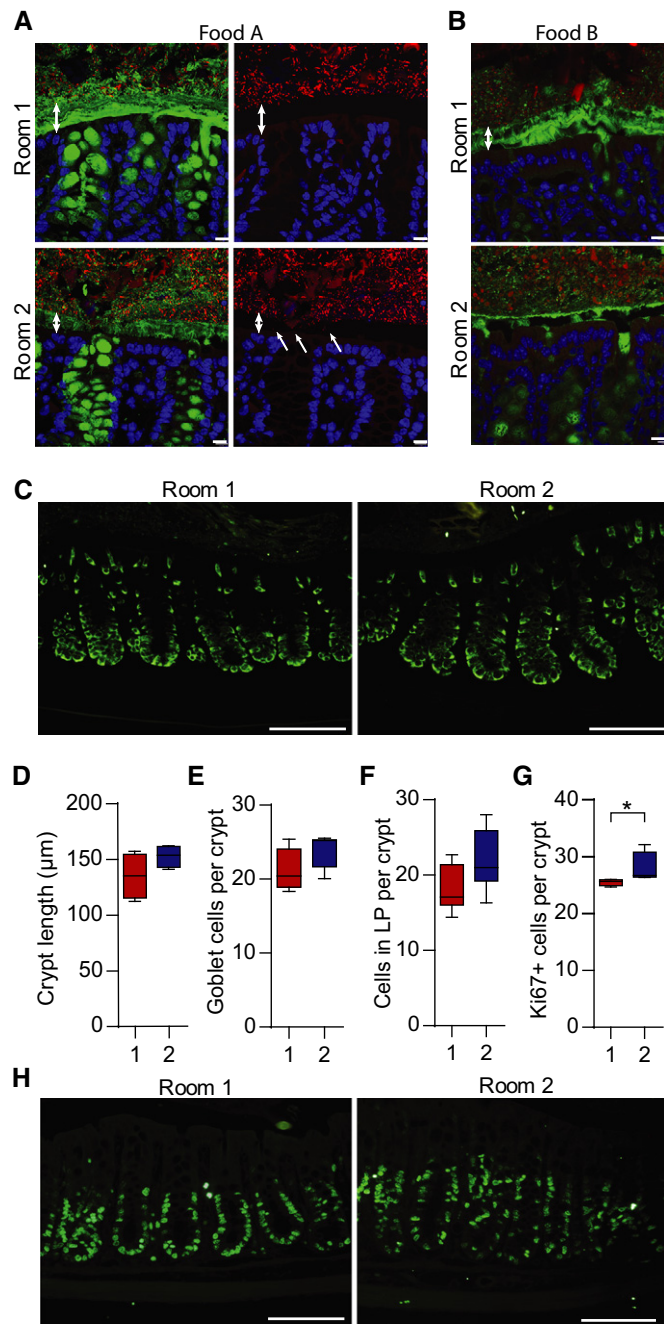 A
Food A
B
Food B
Room 1
Room 1
Room 2
Room 2
C
Room 1
Room 2
D
E
F
G
Crypt length (µm)
200
150
100
50
0
1
2
Goblet cells per crypt
30
20
10
0
1
2
Cells in LP per crypt
30
20
10
0
1
2
Ki67+ cells per crypt
40
30
20
10
0
*
1
2
H
Room 1
Room 2